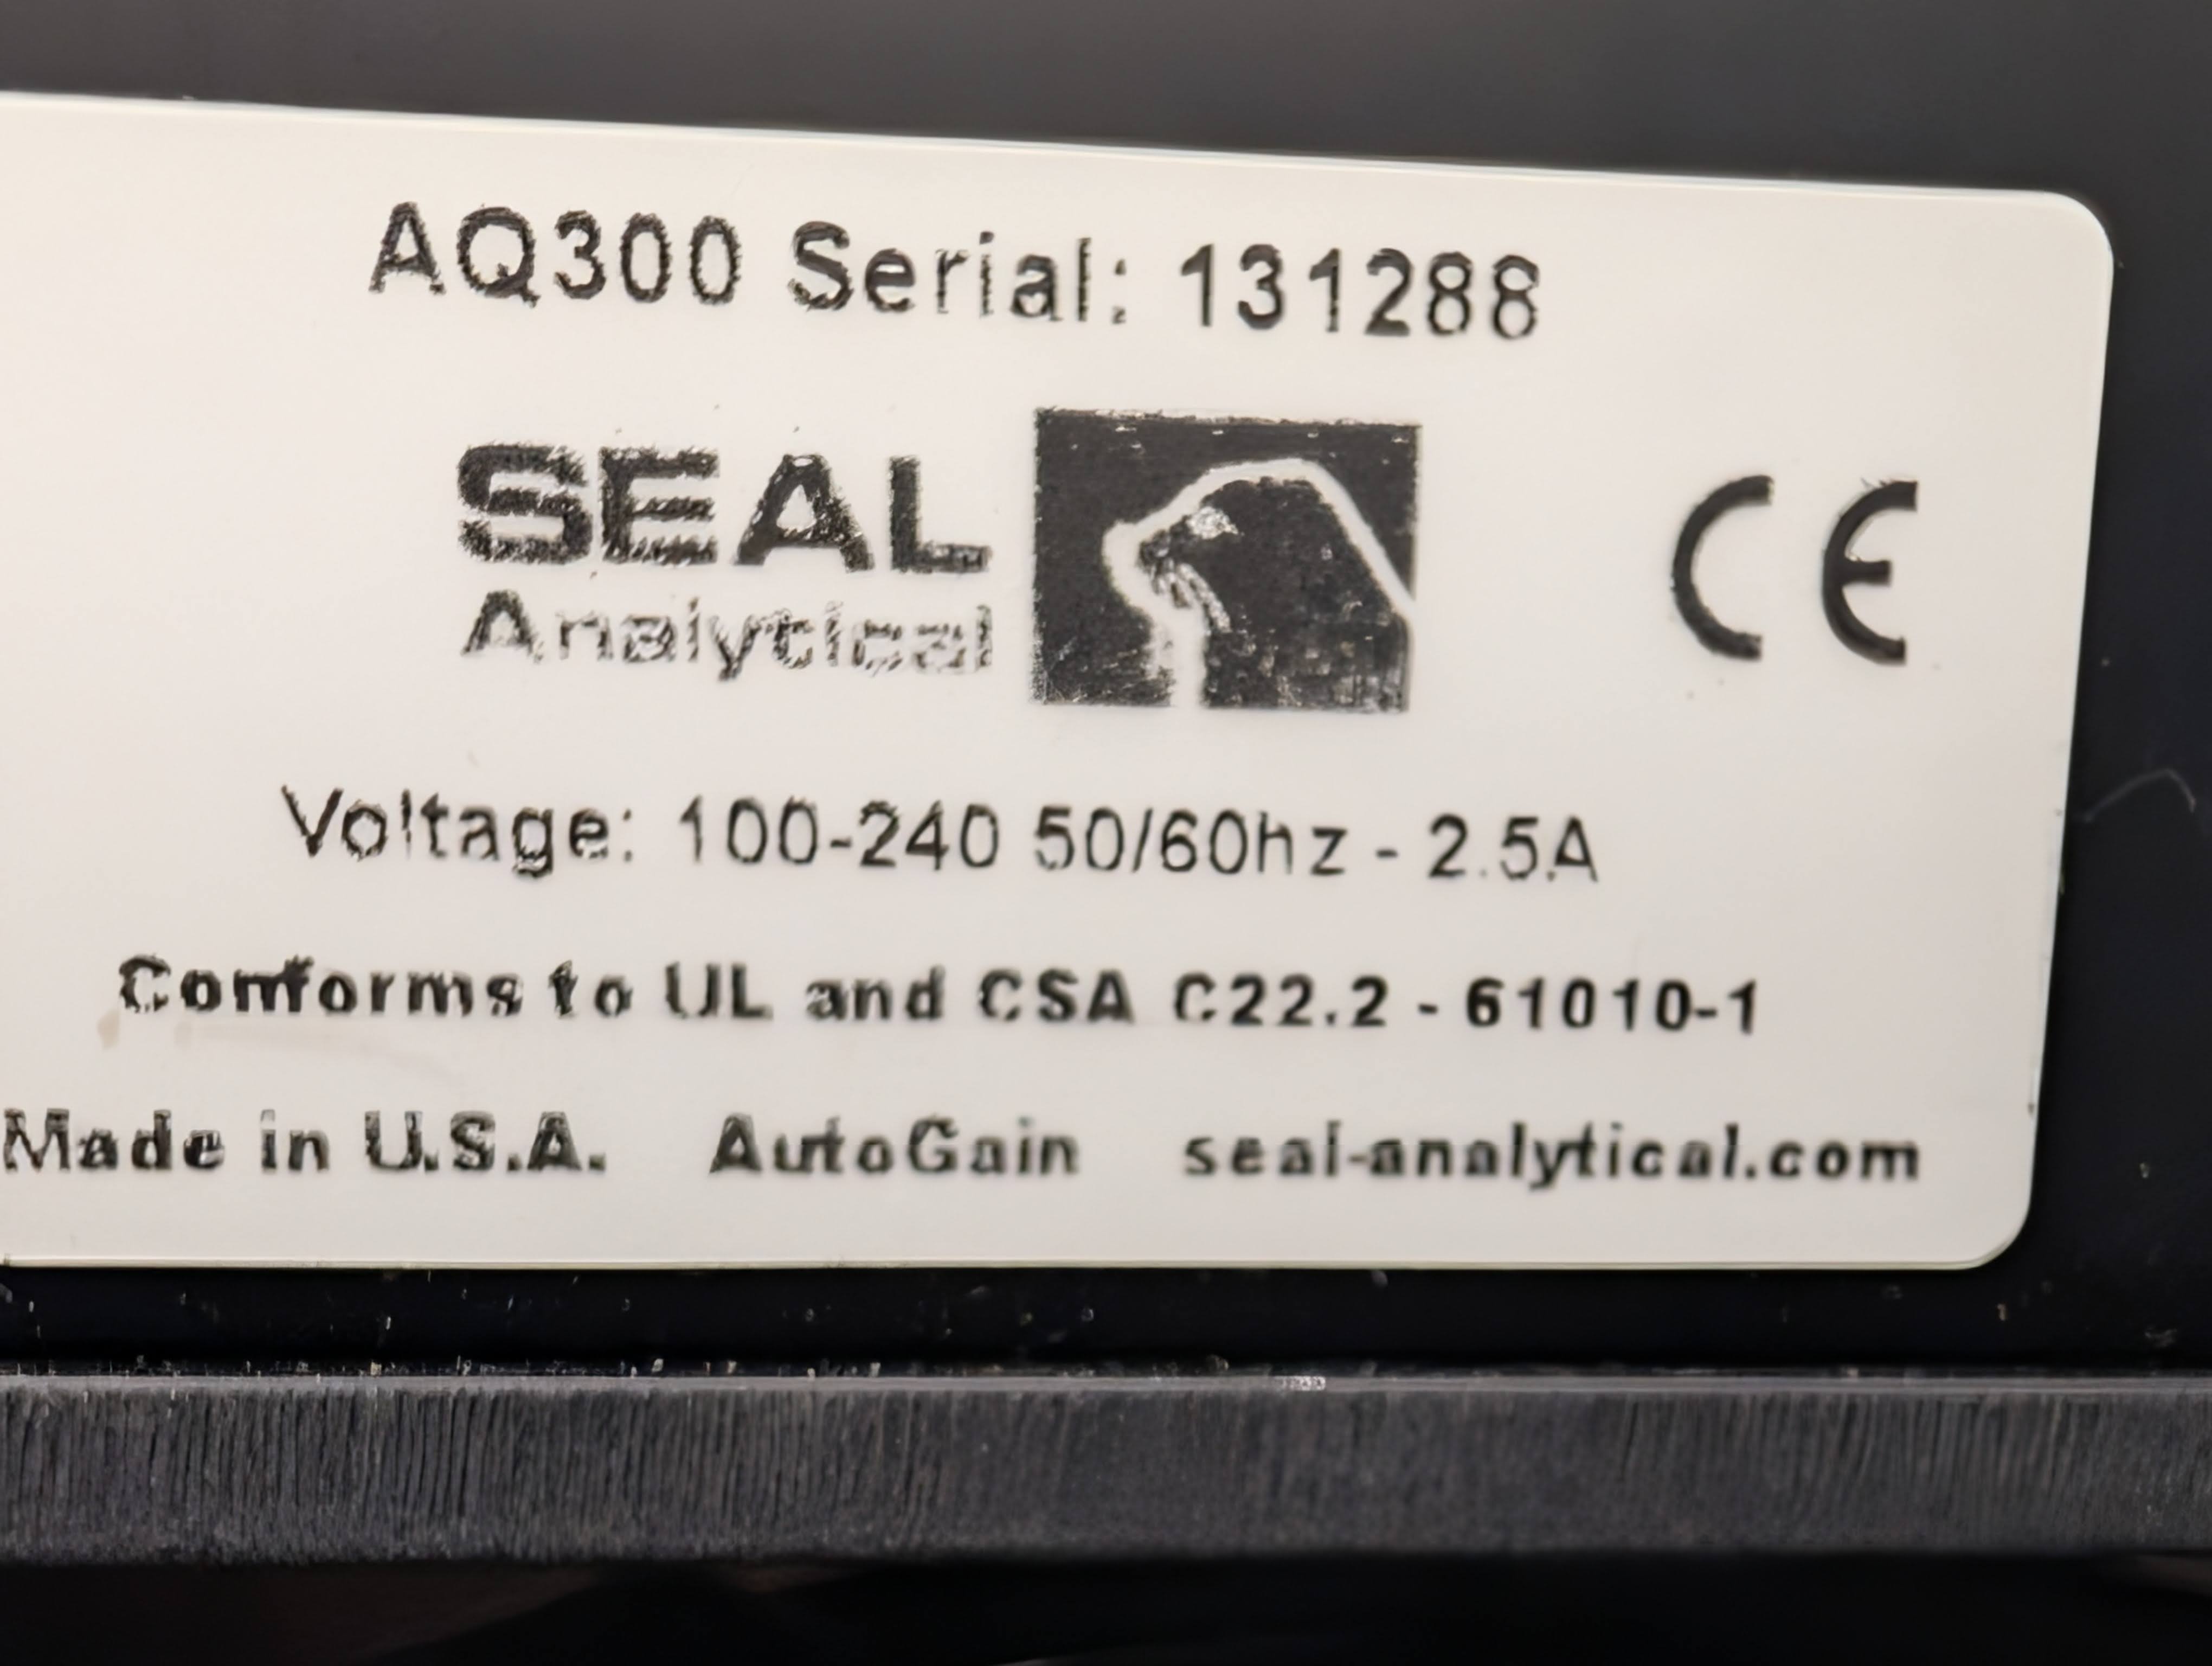 AQ300 Serial: 131288
SEAL
Analytical
CE
Voltage: 100-240 50/60hz - 2.5A
Conforms to UL and CSA C22.2 - 61010-1
Made in U.S.A. AutoGain seal-analytical.com